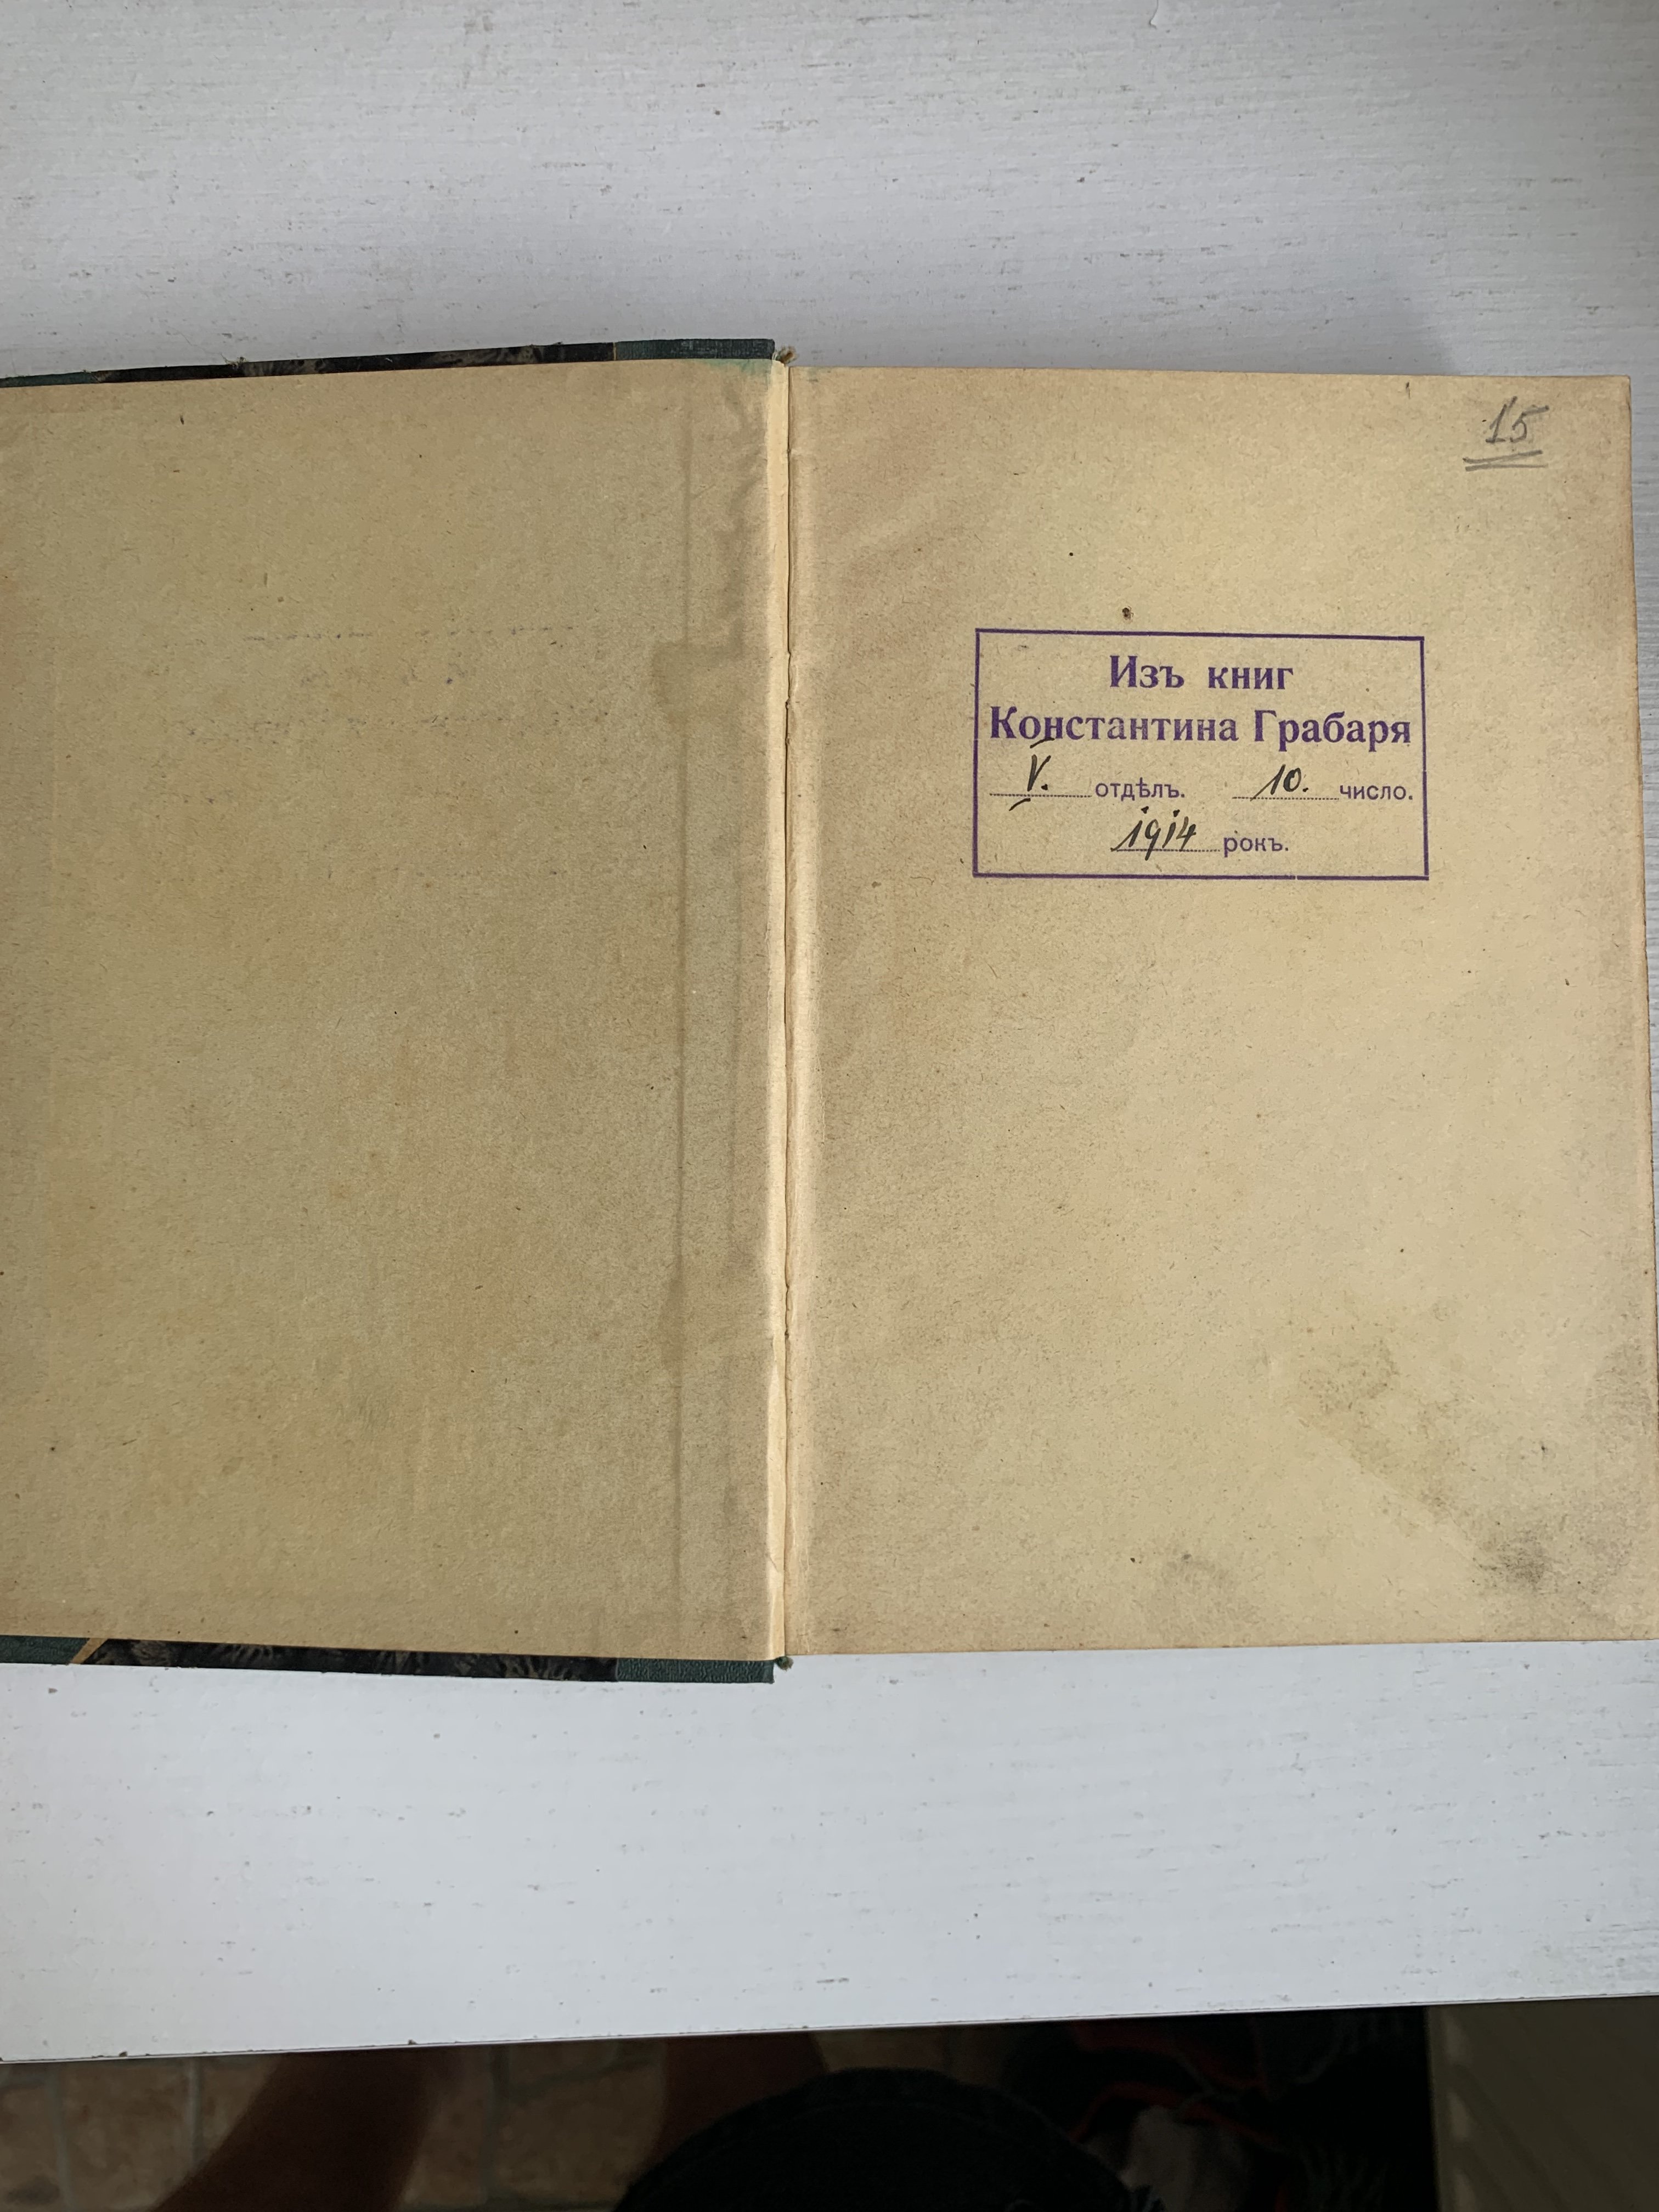 15
Изъ книг
Константина Грабаря
V. отдѣлъ. 10. число.
1914 рокъ.